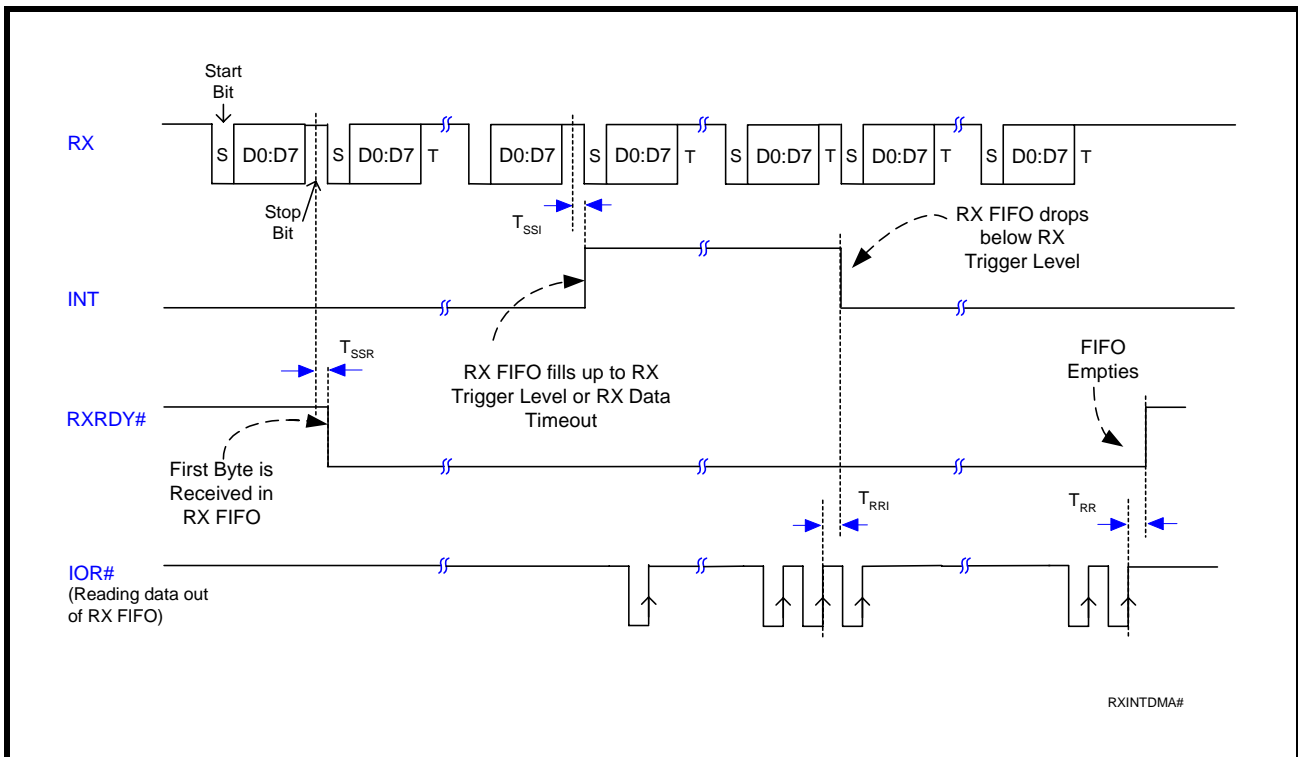 Start
Bit
RX
S D0:D7 S D0:D7 T D0:D7 S D0:D7 T S D0:D7 T S D0:D7 T S D0:D7 T
Stop
Bit
TSSI
RX FIFO drops
below RX
Trigger Level
INT
TSSR
RX FIFO fills up to RX
Trigger Level or RX Data
Timeout
FIFO
Empties
RXRDY#
First Byte is
Received in
RX FIFO
TRRI
TRR
IOR#
(Reading data out
of RX FIFO)
RXINTDMA#